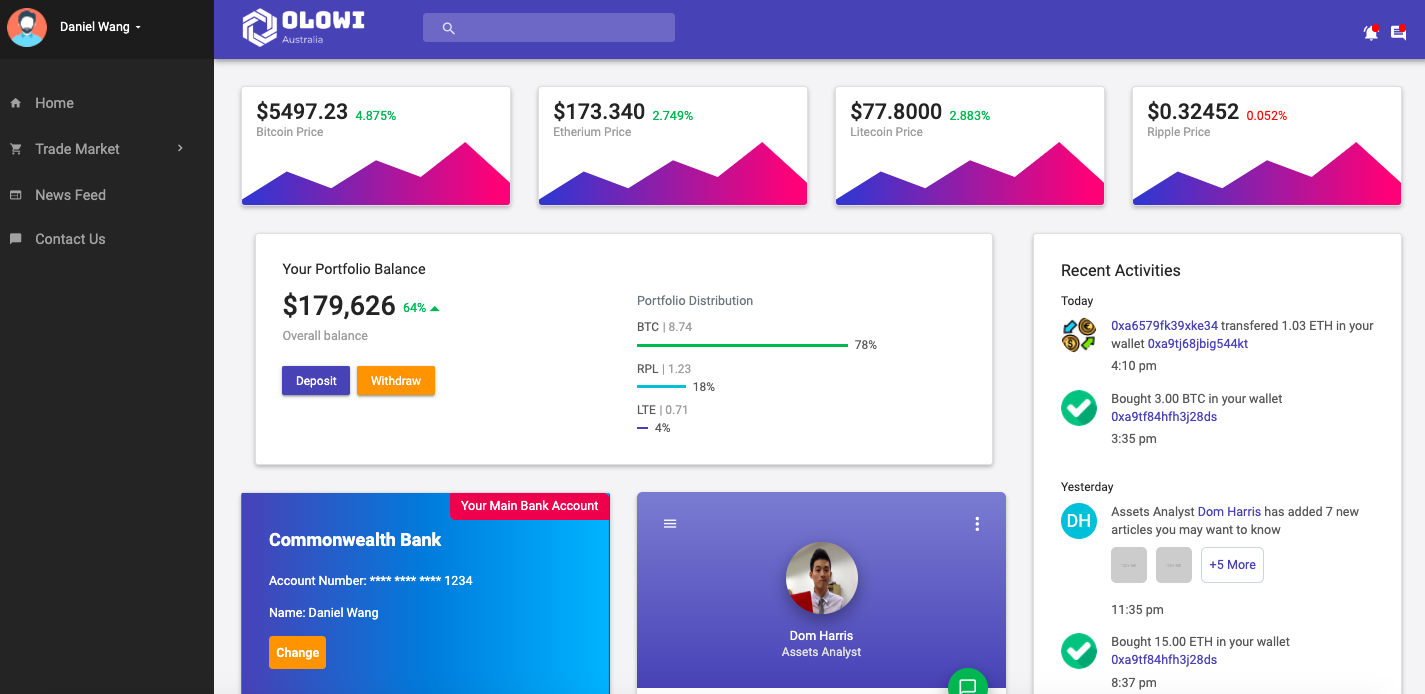 Daniel Wang
OLOWI
Australia
Home
Trade Market
News Feed
Contact Us
$5497.23 4.875%
Bitcoin Price
$173.340 2.749%
Etherium Price
$77.8000 2.883%
Litecoin Price
$0.32452 0.052%
Ripple Price
Your Portfolio Balance
$179,626 64%
Overall balance
Deposit Withdraw
Portfolio Distribution
BTC | 8.74
78%
RPL | 1.23
18%
LTE | 0.71
4%
Recent Activities
Today
0xa6579fk39xke34 transfered 1.03 ETH in your
wallet 0xa9tj68jbig544kt
4:10 pm
Bought 3.00 BTC in your wallet
0xa9tf84hfh3j28ds
3:35 pm
Yesterday
DH
Assets Analyst Dom Harris has added 7 new
articles you may want to know
+5 More
11:35 pm
Bought 15.00 ETH in your wallet
0xa9tf84hfh3j28ds
8:37 pm
Your Main Bank Account
Colomonwealth Bank
Account Number: **** **** **** 1234
Name: Daniel Wang
Change
Dom Harris
Assets Analyst